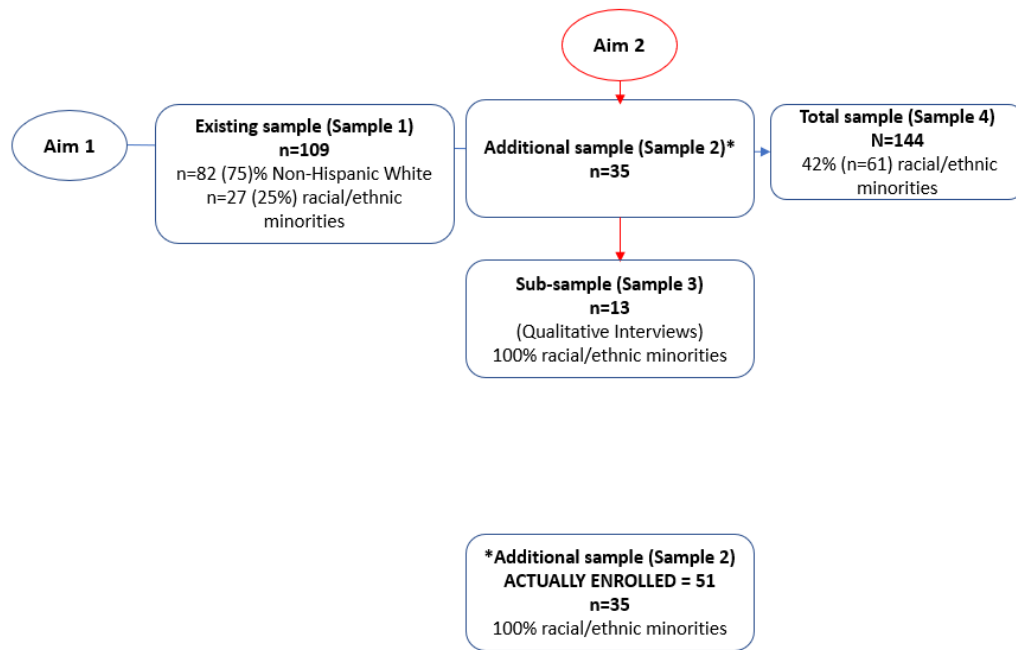 Aim 2
Aim 1
Existing sample (Sample 1)
n=109
n=82 (75)% Non-Hispanic White
n=27 (25%) racial/ethnic
minorities
Additional sample (Sample 2)*
n=35
Total sample (Sample 4)
N=144
42% (n=61) racial/ethnic
minorities
Sub-sample (Sample 3)
n=13
(Qualitative Interviews)
100% racial/ethnic minorities
*Additional sample (Sample 2)
ACTUALLY ENROLLED = 51
n=35
100% racial/ethnic minorities